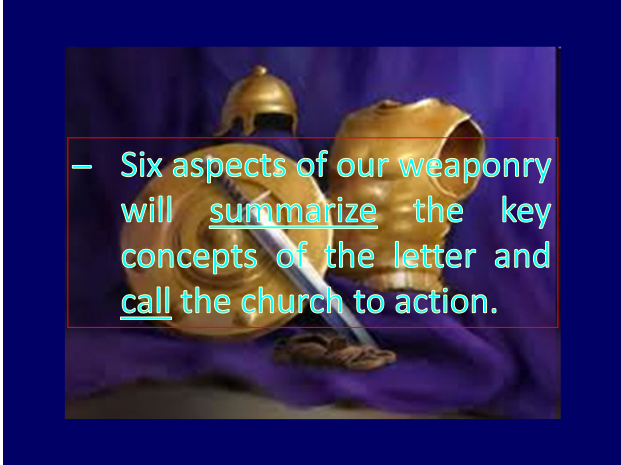 – Six aspects of our weaponry
will summarize the key
concepts of the letter and
call the church to action.